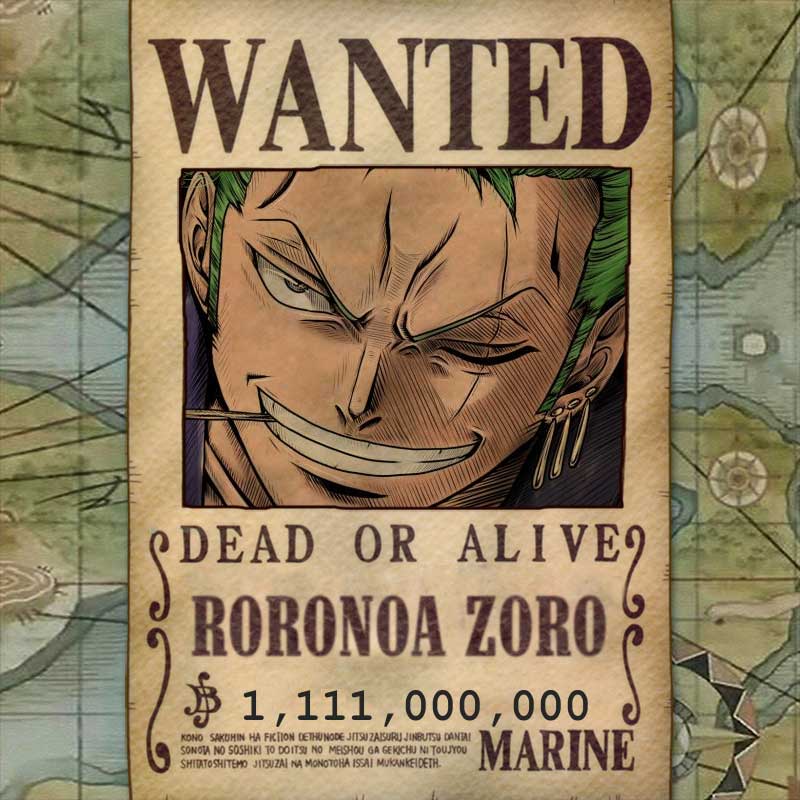 WANTED
DEAD OR ALIVE
RORONOA ZORO
1,111,000,000
KONO SAKUHIN HA FICTION DETHUNODE JITSUZAISURU JINBUTSU DANTAI
SONOTA NO SOSHIKI TO DOITSU NO MEISHOU GA GEKICHU NI TOUJYOU
SHITATOSHITEMO JITSUZAI NA MONOTOHA ISSAI MUKANKEIDETH.
MARINE